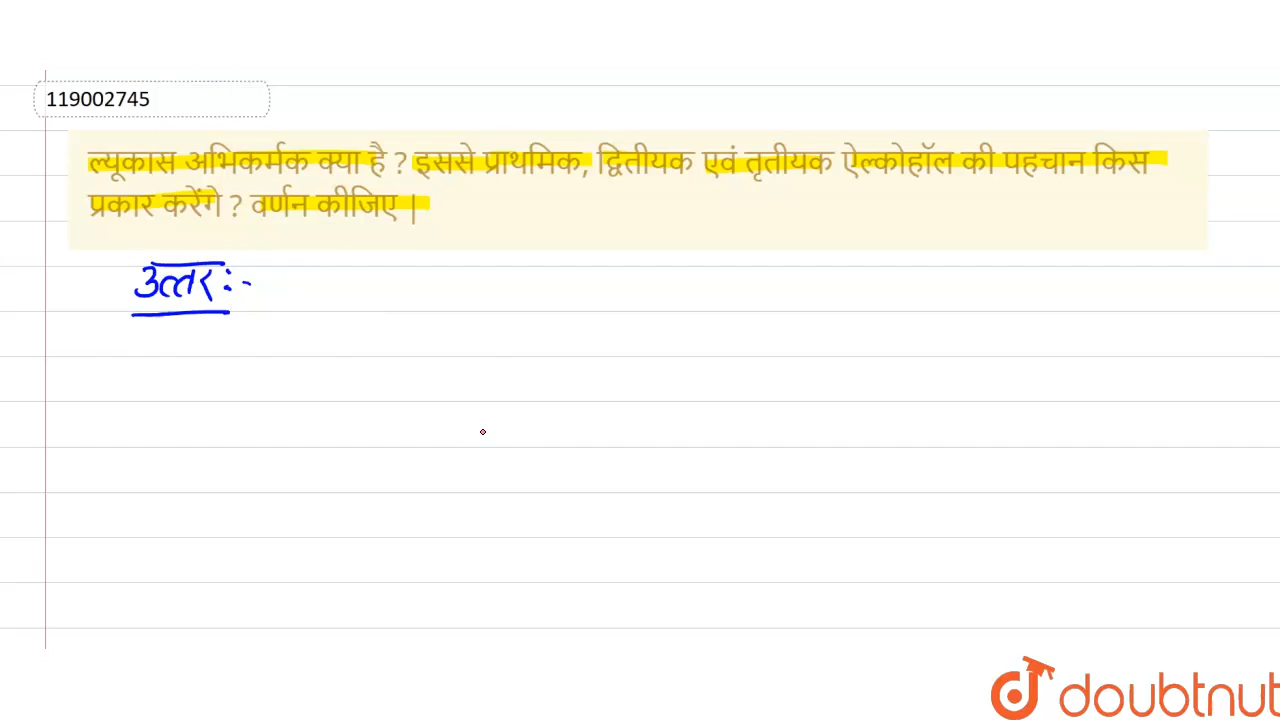 119002745
ल्यूकास अभिकर्मक क्या है ? इससे प्राथमिक, द्वितीयक एवं तृतीयक ऐल्कोहॉल की पहचान किस
प्रकार करेंगे ? वर्णन कीजिए |
उत्तर :-
doubtnut